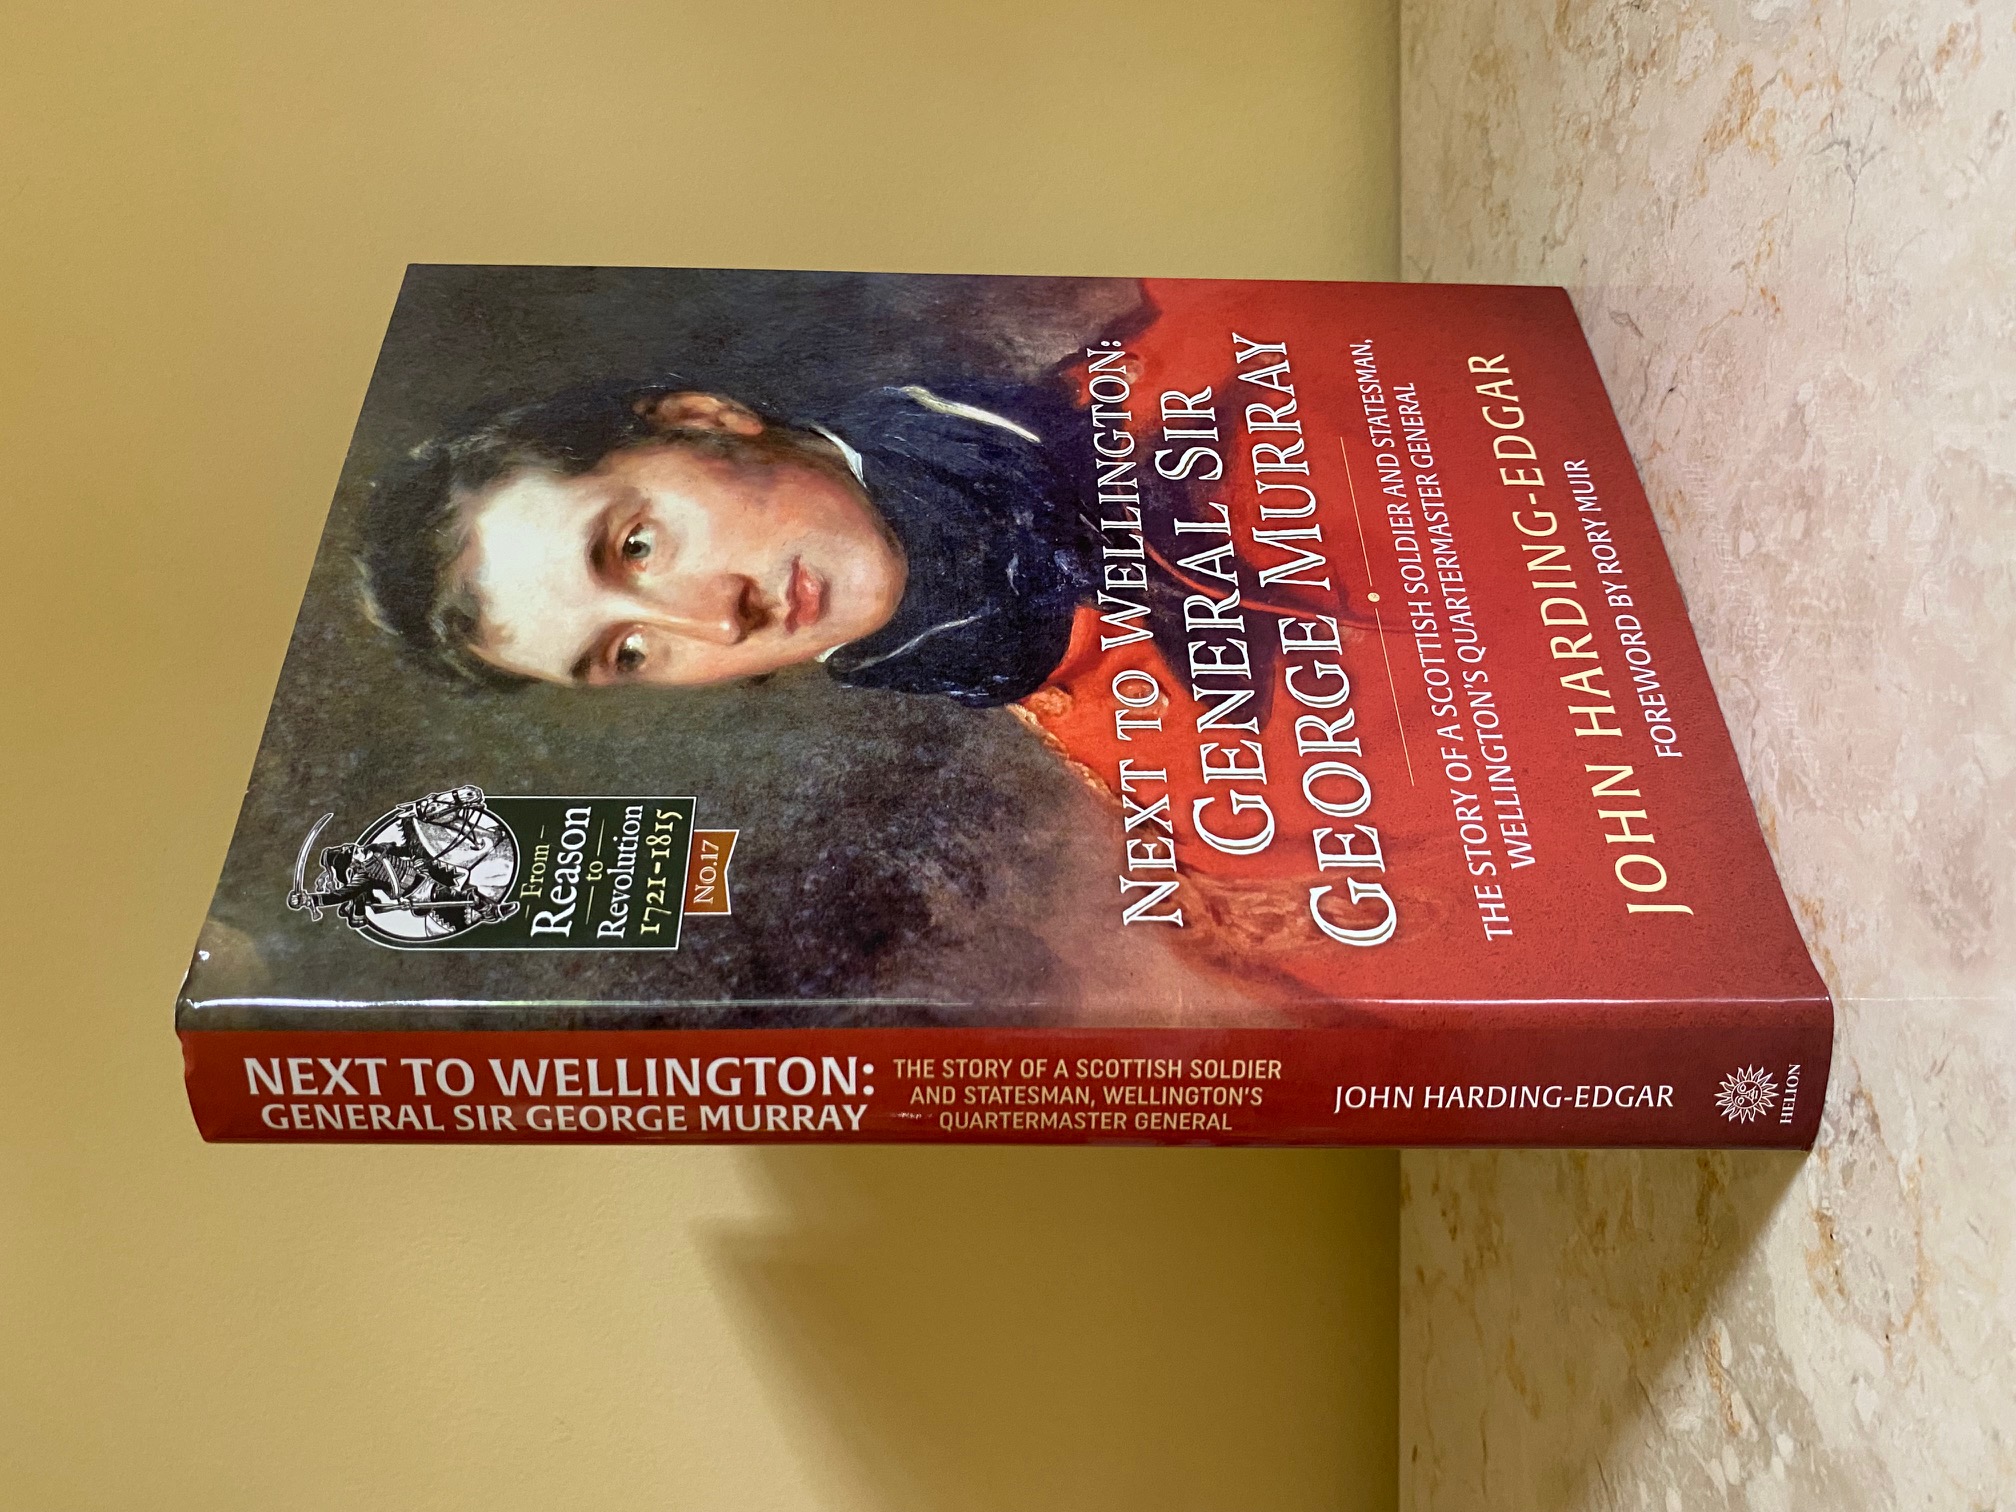 From
Reason
to
Revolution
1721-1815
NO.17
NEXT TO WELLINGTON:
GENERAL SIR
GEORGE MURRAY
THE STORY OF A SCOTTISH SOLDIER AND STATESMAN,
WELLINGTON'S QUARTERMASTER GENERAL
JOHN HARDING-EDGAR
FOREWORD BY RORY MUIR
NEXT TO WELLINGTON:
GENERAL SIR GEORGE MURRAY
THE STORY OF A SCOTTISH SOLDIER
AND STATESMAN, WELLINGTON'S
QUARTERMASTER GENERAL
JOHN HARDING-EDGAR
HELION